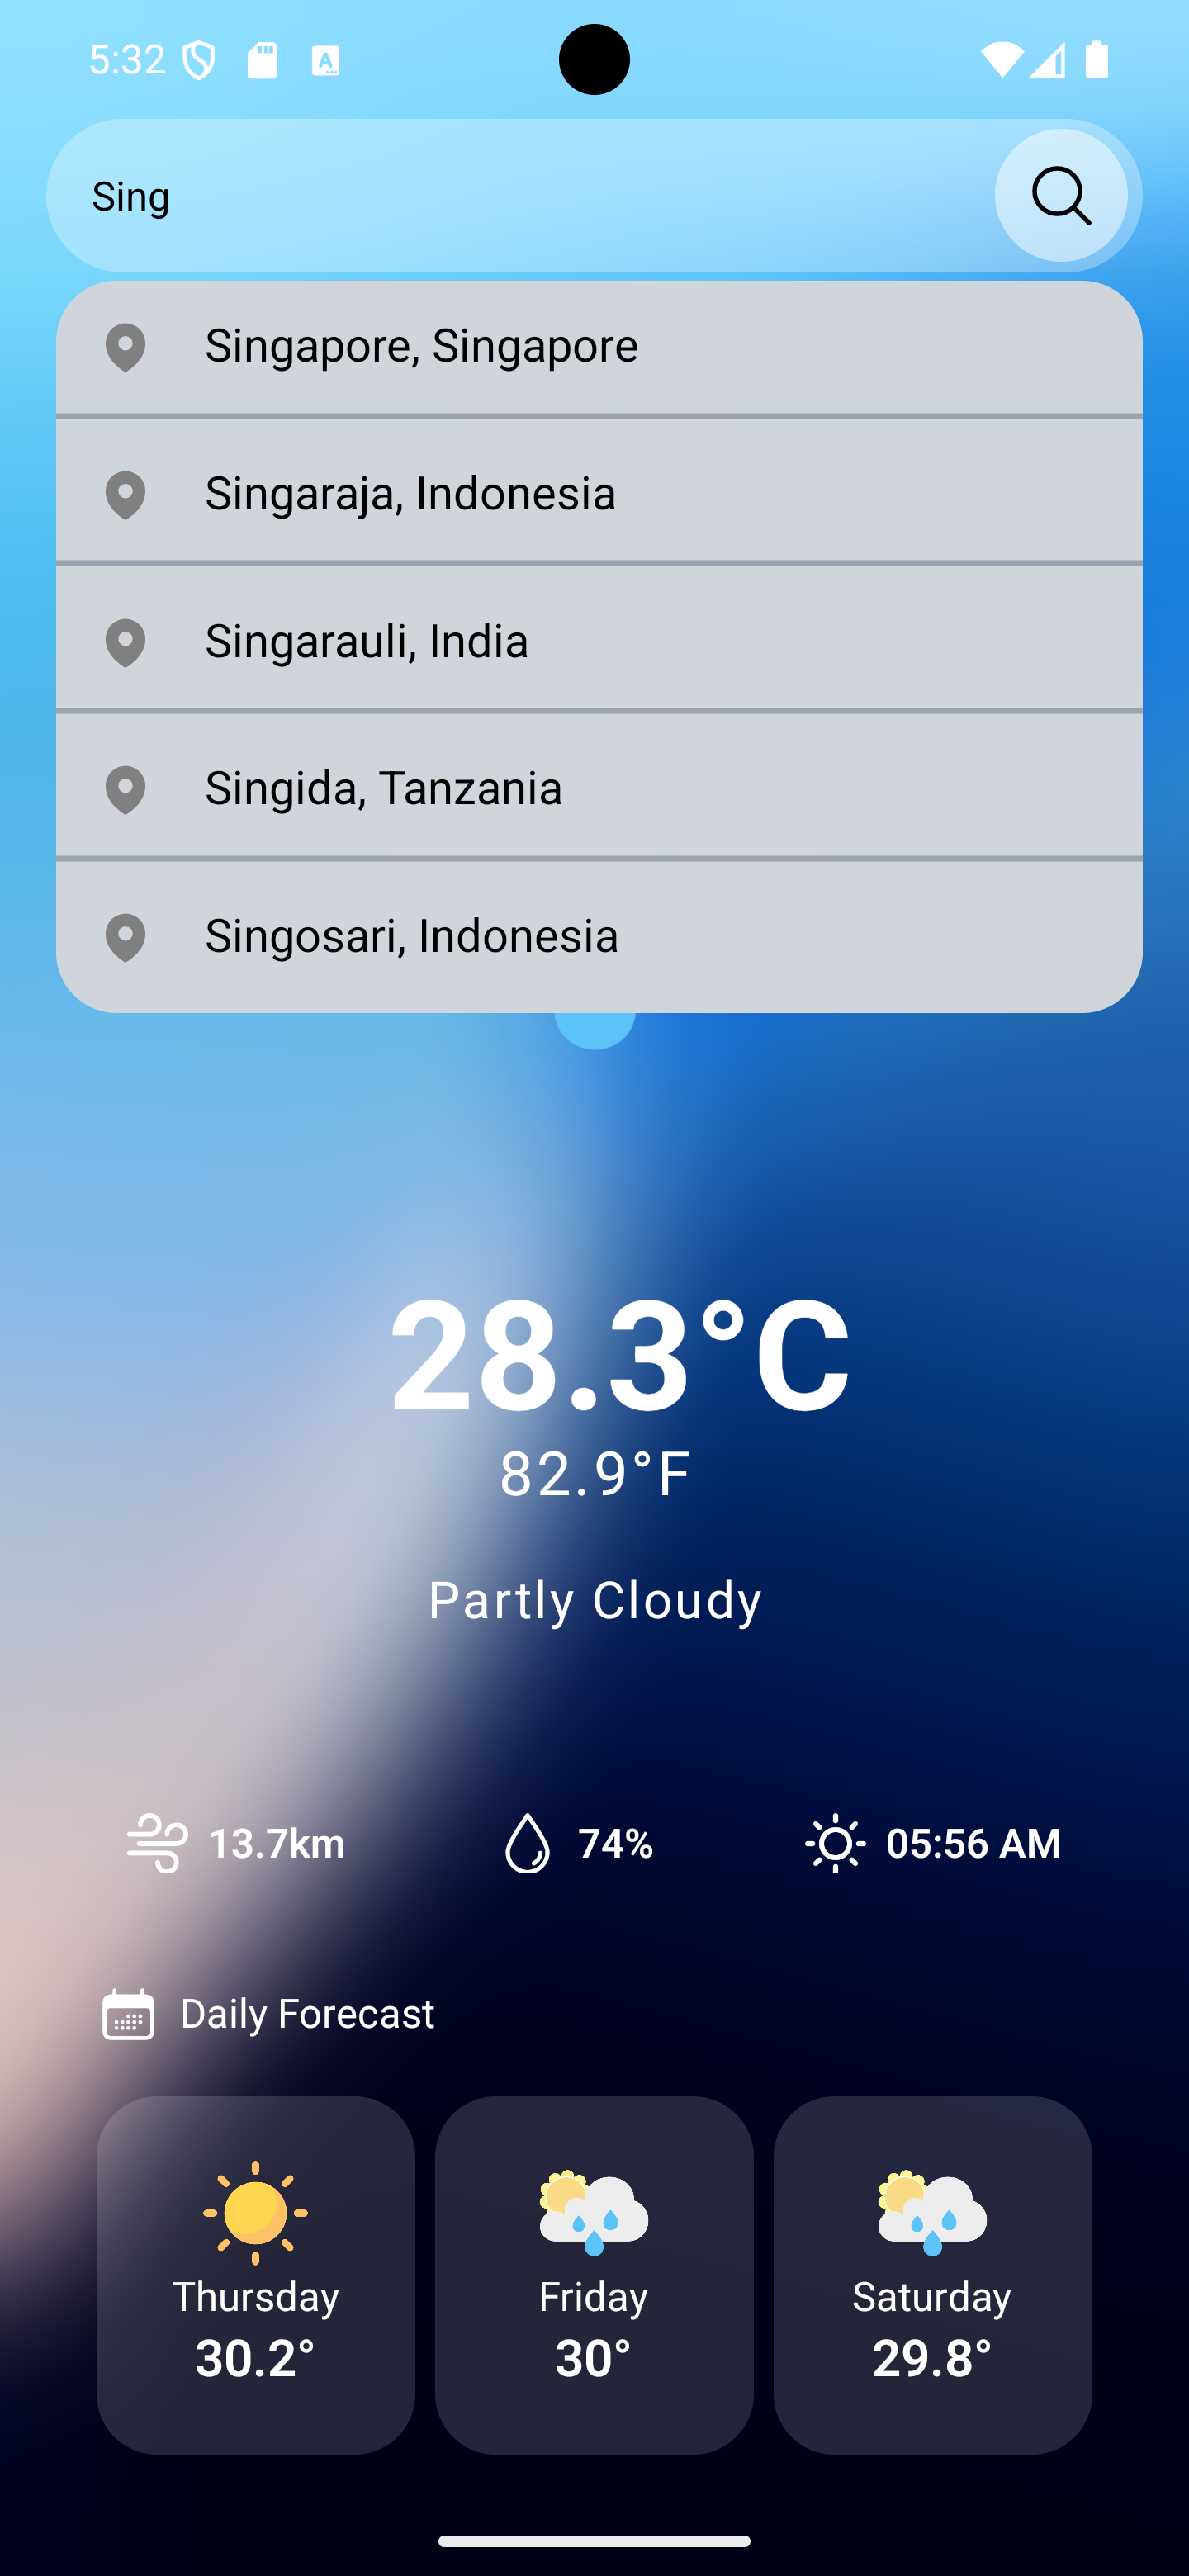 5:32
Sing
Singapore, Singapore
Singaraja, Indonesia
Singarauli, India
Singida, Tanzania
Singosari, Indonesia
28.3°C
82.9°F
Partly Cloudy
13.7km 74% 05:56 AM
Daily Forecast
Thursday Friday Saturday
30.2° 30° 29.8°